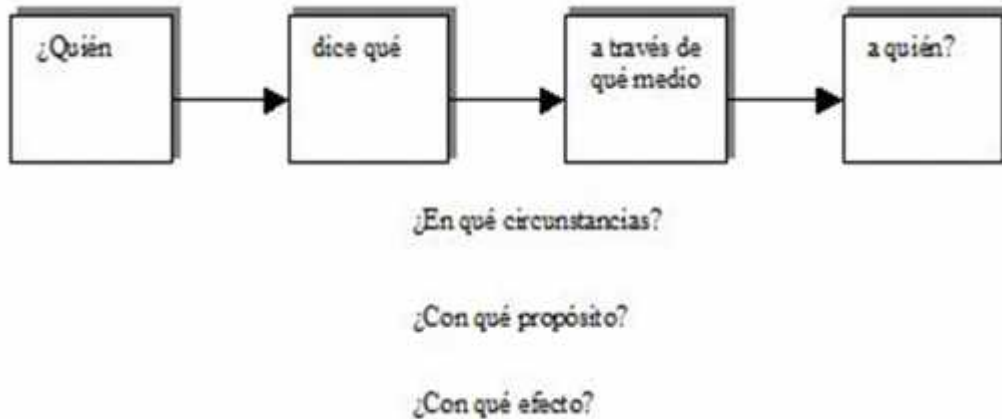 ¿Quién
dice qué
a través de
qué medio
a quién?
¿En qué circunstancias?
¿Con qué propósito?
¿Con qué efecto?